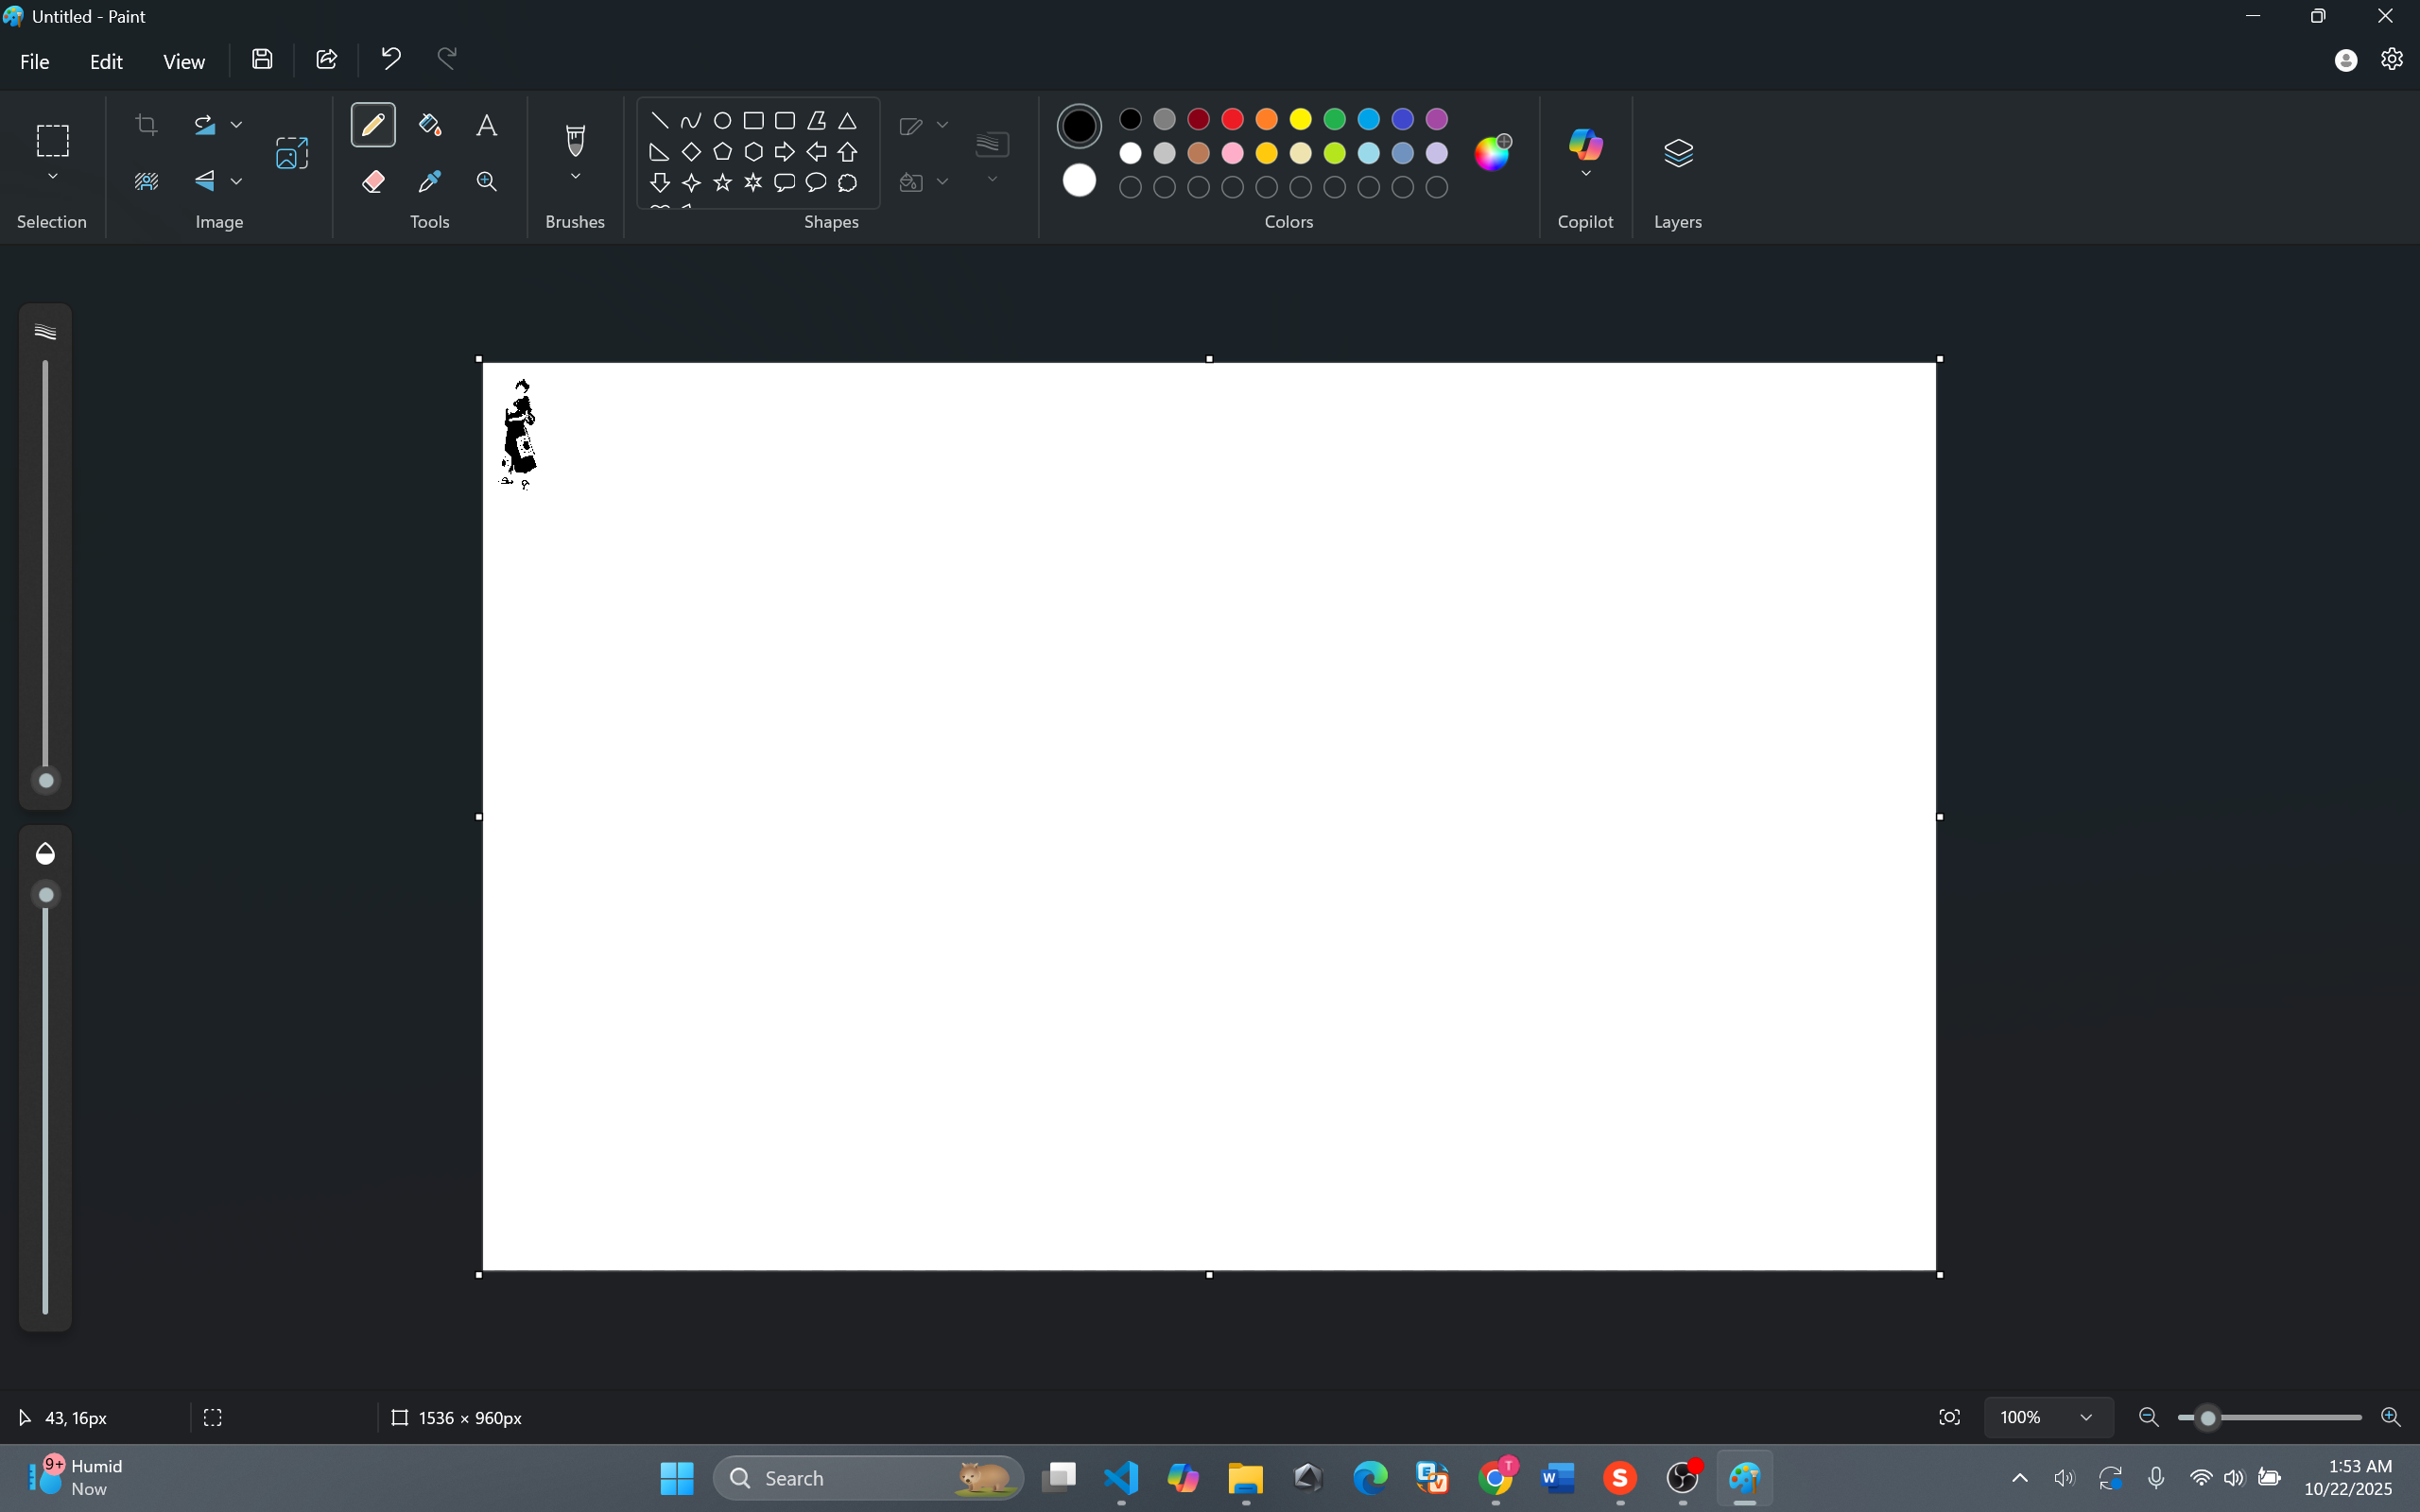 Untitled - Paint
File Edit View
Selection Image Tools Brushes Shapes Colors Copilot Layers
43, 16px 1536 × 960px 100%
9+ Humid Search 1:53 AM
Now 10/22/2025